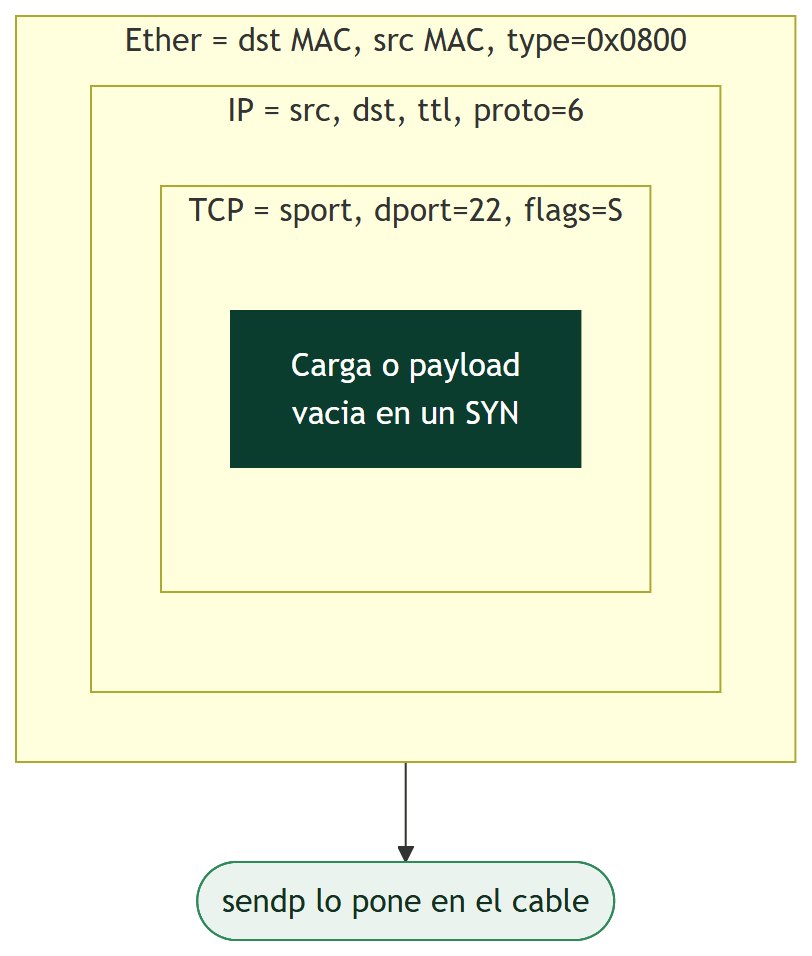 Ether = dst MAC, src MAC, type=0x0800
IP = src, dst, ttl, proto=6
TCP = sport, dport=22, flags=S
Carga o payload
vacia en un SYN
sendp lo pone en el cable